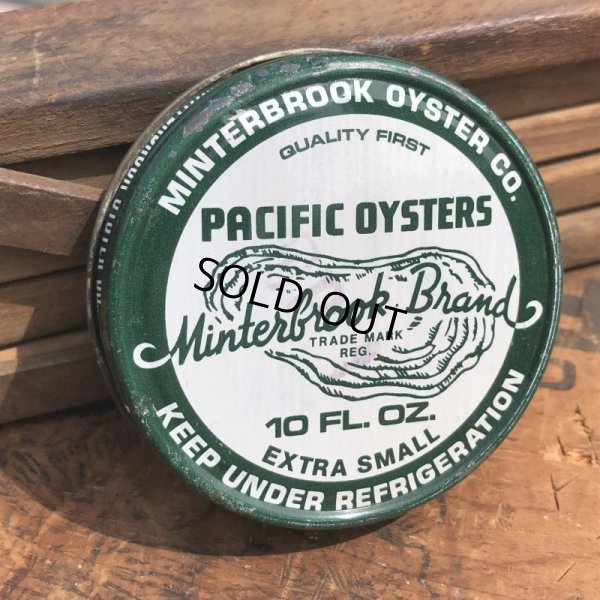 MINTERBROOK OYSTER CO.
QUALITY FIRST
PACIFIC OYSTERS
Minterbrook Brand
TRADE MARK
REG.
SOLD OUT
10 FL. OZ.
EXTRA SMALL
KEEP UNDER REFRIGERATION